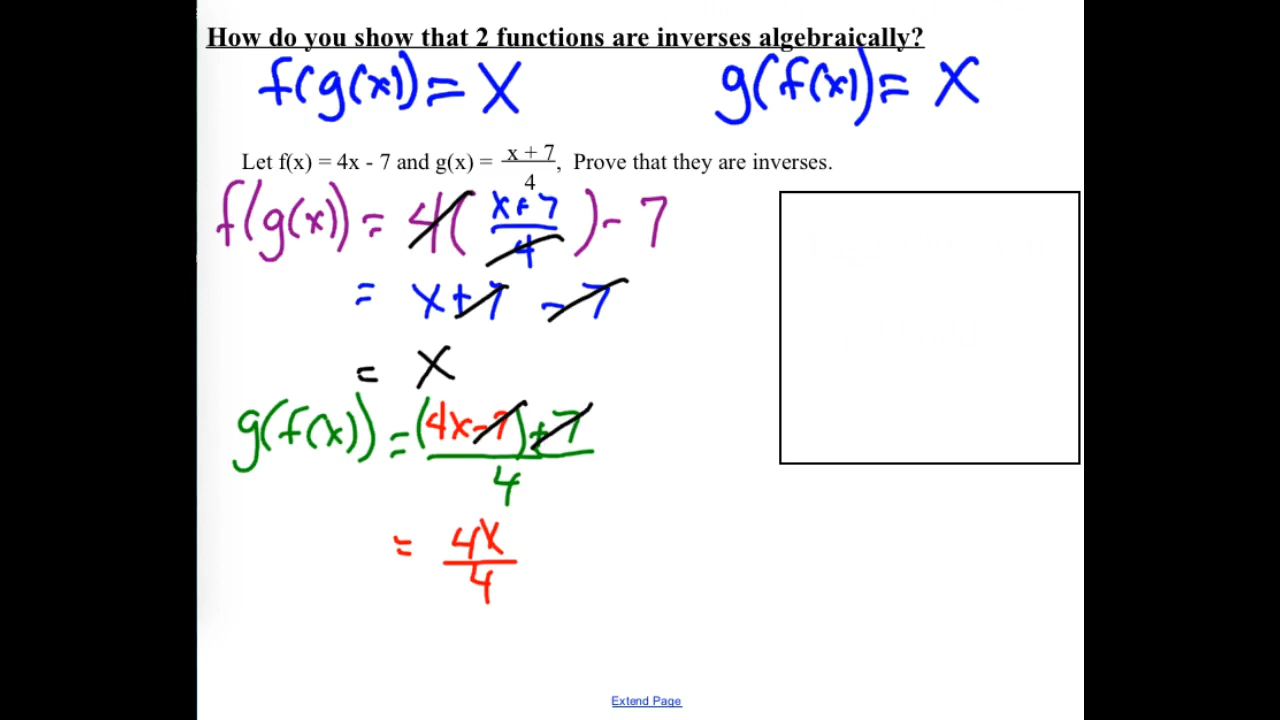 How do you show that 2 functions are inverses algebraically?
f(g(x)) = x g(f(x)) = x
Let f(x) = 4x - 7 and g(x) = x + 7 / 4, Prove that they are inverses.
f(g(x)) = 4( x+7 / 4 ) - 7
= x+7 - 7
= x
g(f(x)) = (4x-7)+7 / 4
= 4x / 4
Extend Page